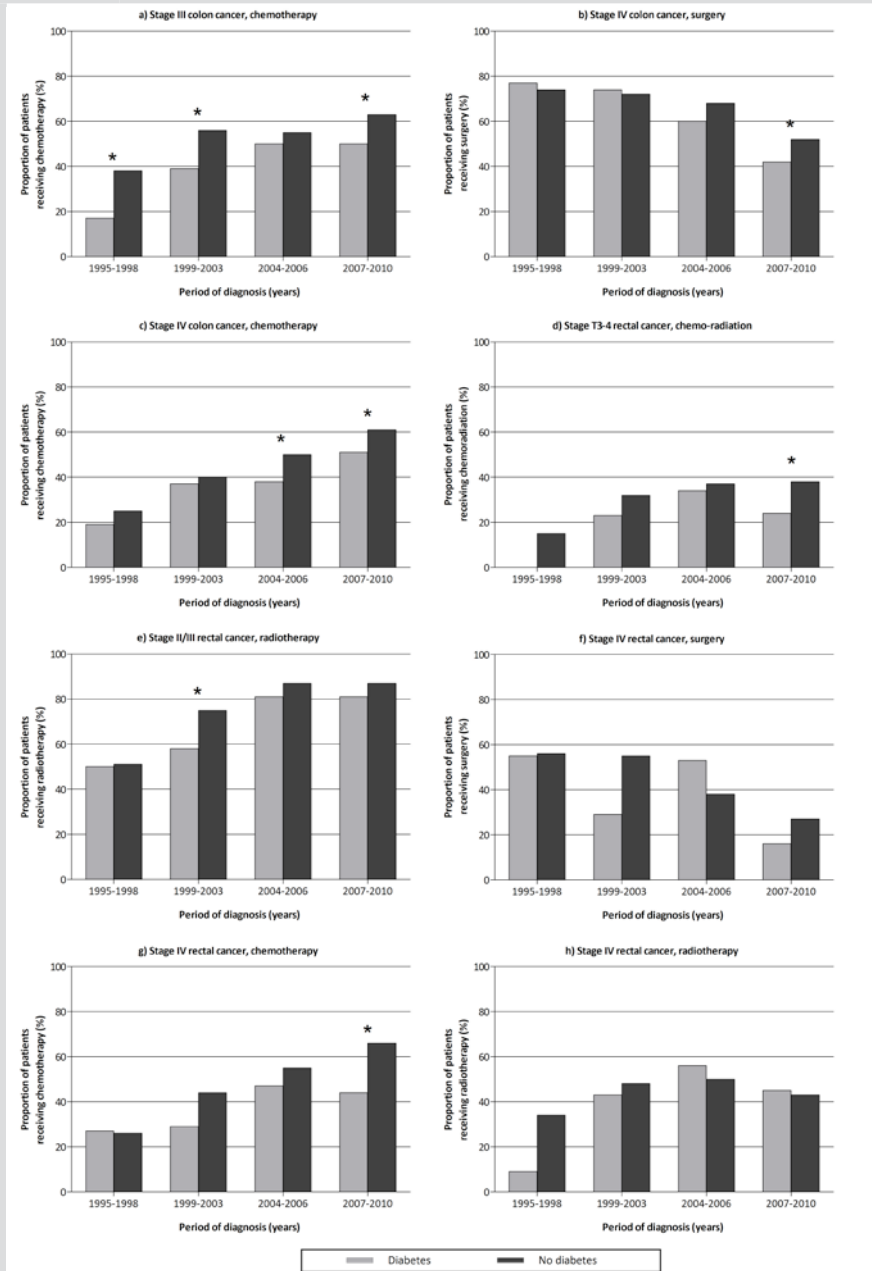 a) Stage III colon cancer, chemotherapy
Proportion of patients
receiving chemotherapy (%)
100
80
60
40
20
0
*
*
*
1995-1998
1999-2003
2004-2006
2007-2010
Period of diagnosis (years)
b) Stage IV colon cancer, surgery
Proportion of patients
receiving surgery (%)
100
80
60
40
20
0
*
1995-1998
1999-2003
2004-2006
2007-2010
Period of diagnosis (years)
c) Stage IV colon cancer, chemotherapy
Proportion of patients
receiving chemotherapy (%)
100
80
60
40
20
0
*
*
1995-1998
1999-2003
2004-2006
2007-2010
Period of diagnosis (years)
d) Stage T3-4 rectal cancer, chemo-radiation
Proportion of patients
receiving chemoradiation (%)
100
80
60
40
20
0
*
1995-1998
1999-2003
2004-2006
2007-2010
Period of diagnosis (years)
e) Stage II/III rectal cancer, radiotherapy
Proportion of patients
receiving radiotherapy (%)
100
80
60
40
20
0
*
1995-1998
1999-2003
2004-2006
2007-2010
Period of diagnosis (years)
f) Stage IV rectal cancer, surgery
Proportion of patients
receiving surgery (%)
100
80
60
40
20
0
1995-1998
1999-2003
2004-2006
2007-2010
Period of diagnosis (years)
g) Stage IV rectal cancer, chemotherapy
Proportion of patients
receiving chemotherapy (%)
100
80
60
40
20
0
*
1995-1998
1999-2003
2004-2006
2007-2010
Period of diagnosis (years)
h) Stage IV rectal cancer, radiotherapy
Proportion of patients
receiving radiotherapy (%)
100
80
60
40
20
0
1995-1998
1999-2003
2004-2006
2007-2010
Period of diagnosis (years)
Diabetes
No diabetes